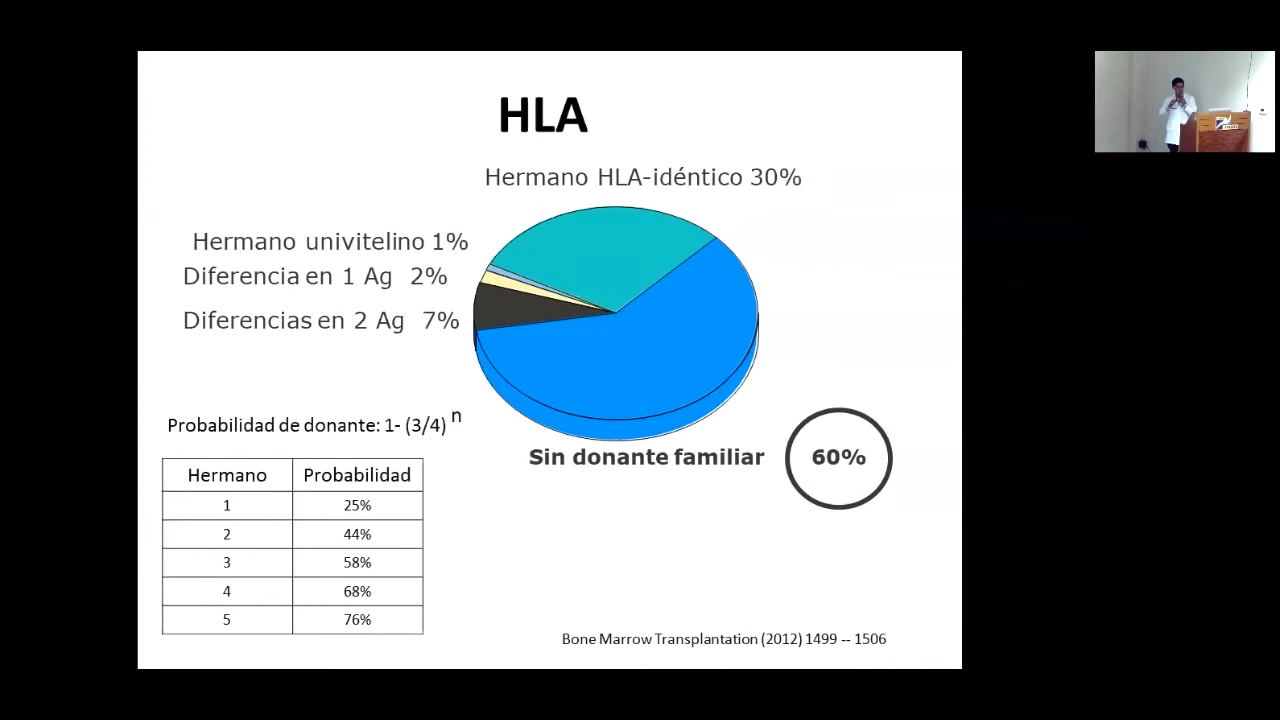 HLA
Hermano HLA-idéntico 30%
Hermano univitelino 1%
Diferencia en 1 Ag 2%
Diferencias en 2 Ag 7%
Probabilidad de donante: 1- (3/4) n
Sin donante familiar 60%
Hermano Probabilidad
1 25%
2 44%
3 58%
4 68%
5 76%
Bone Marrow Transplantation (2012) 1499 -- 1506